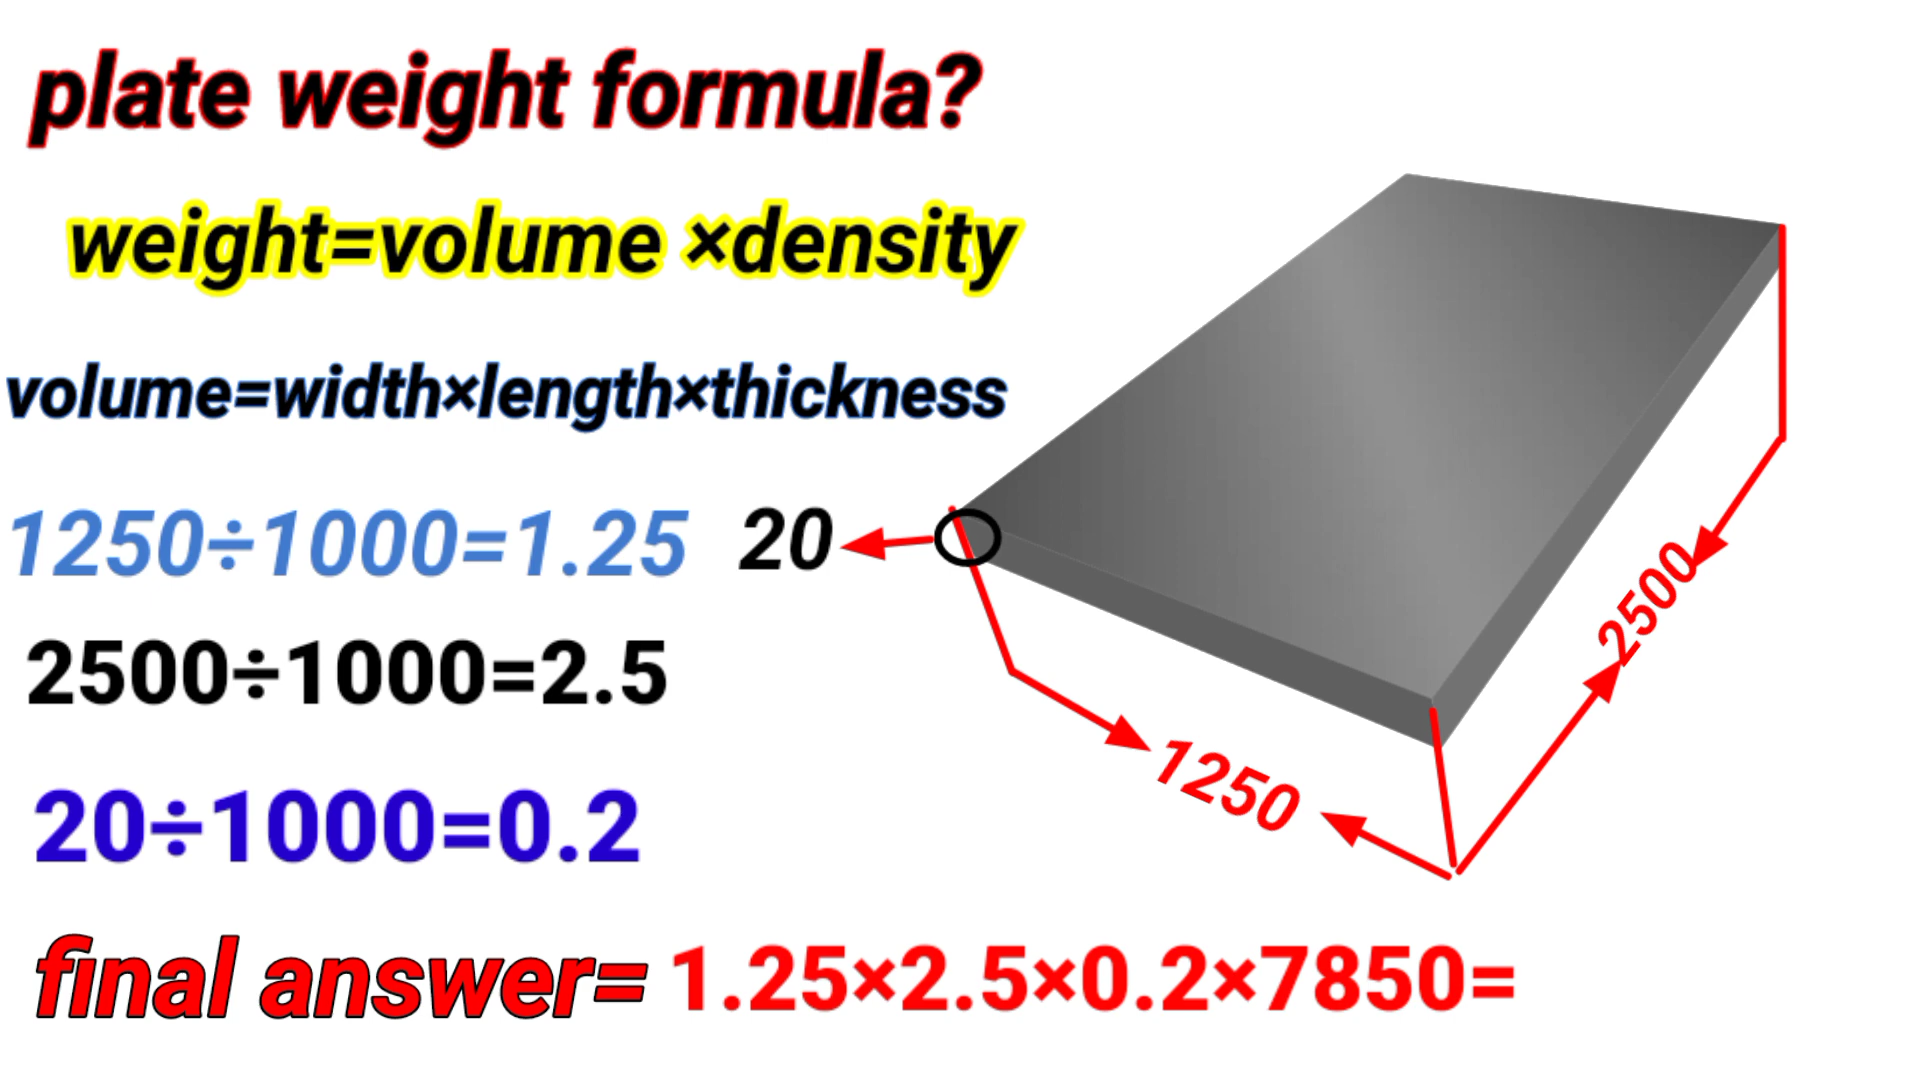 plate weight formula?
weight=volume ×density
volume=width×length×thickness
1250÷1000=1.25
20
2500÷1000=2.5
20÷1000=0.2
2500
1250
final answer= 1.25×2.5×0.2×7850=